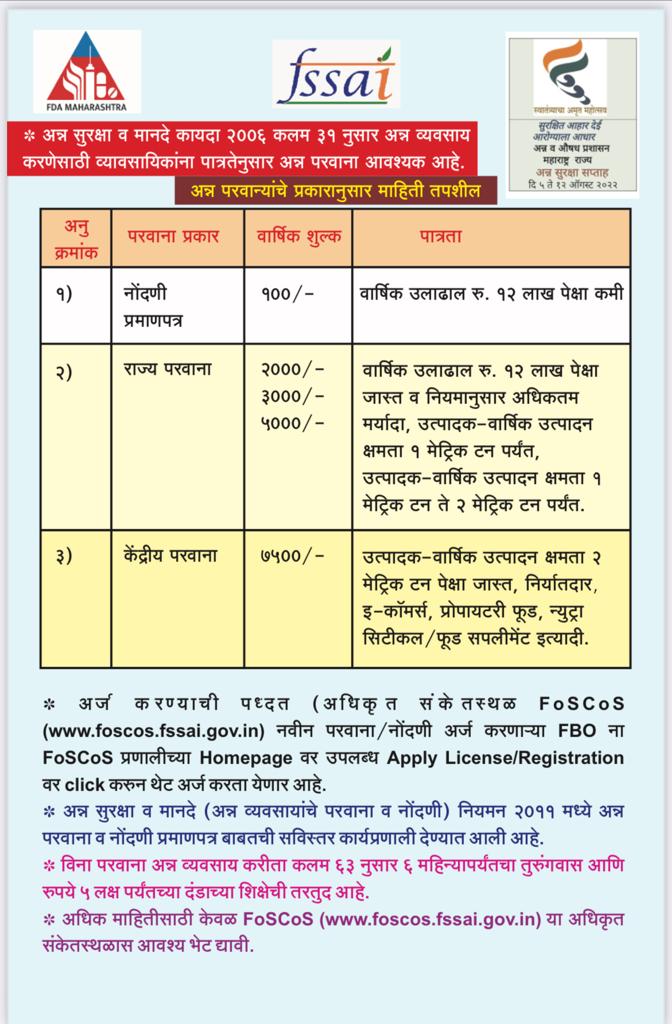 FDA MAHARASHTRA
fssai
स्वातंत्र्याचा अमृत महोत्सव
सुरक्षित आहार देई
आरोग्याला आधार
अन्न व औषध प्रशासन
महाराष्ट्र राज्य
अन्न सुरक्षा सप्ताह
दि ५ ते १२ ऑगस्ट २०२२
* अन्न सुरक्षा व मानदे कायदा २००६ कलम ३१ नुसार अन्न व्यवसाय
करणेसाठी व्यावसायिकांना पात्रतेनुसार अन्न परवाना आवश्यक आहे.
अन्न परवान्यांचे प्रकारानुसार माहिती तपशील
अनु
क्रमांक
परवाना प्रकार
वार्षिक शुल्क
पात्रता
१)
नोंदणी
प्रमाणपत्र
१००/-
वार्षिक उलाढाल रु. १२ लाख पेक्षा कमी
२)
राज्य परवाना
२०००/-
३०००/-
५०००/-
वार्षिक उलाढाल रु. १२ लाख पेक्षा
जास्त व नियमानुसार अधिकतम
मर्यादा, उत्पादक-वार्षिक उत्पादन
क्षमता १ मेट्रिक टन पर्यंत,
उत्पादक-वार्षिक उत्पादन क्षमता १
मेट्रिक टन ते २ मेट्रिक टन पर्यंत.
३)
केंद्रीय परवाना
७५००/-
उत्पादक-वार्षिक उत्पादन क्षमता २
मेट्रिक टन पेक्षा जास्त, निर्यातदार,
इ-कॉमर्स, प्रोपायटरी फूड, न्युट्रा
सिटीकल/फूड सपलीमेंट इत्यादी.
* अर्ज करण्याची पध्दत (अधिकृत संकेतस्थळ FoSCoS
(www.foscos.fssai.gov.in) नवीन परवाना/नोंदणी अर्ज करणाऱ्या FBO ना
FoSCoS प्रणालीच्या Homepage वर उपलब्ध Apply License/Registration
वर click करुन थेट अर्ज करता येणार आहे.
* अन्न सुरक्षा व मानदे (अन्न व्यवसायांचे परवाना व नोंदणी) नियमन २०११ मध्ये अन्न
परवाना व नोंदणी प्रमाणपत्र बाबतची सविस्तर कार्यप्रणाली देण्यात आली आहे.
* विना परवाना अन्न व्यवसाय करीता कलम ६३ नुसार ६ महिन्यापर्यंतचा तुरुंगवास आणि
रुपये ५ लक्ष पर्यंतच्या दंडाच्या शिक्षेची तरतुद आहे.
* अधिक माहितीसाठी केवळ FoSCoS (www.foscos.fssai.gov.in) या अधिकृत
संकेतस्थळास आवश्य भेट द्यावी.